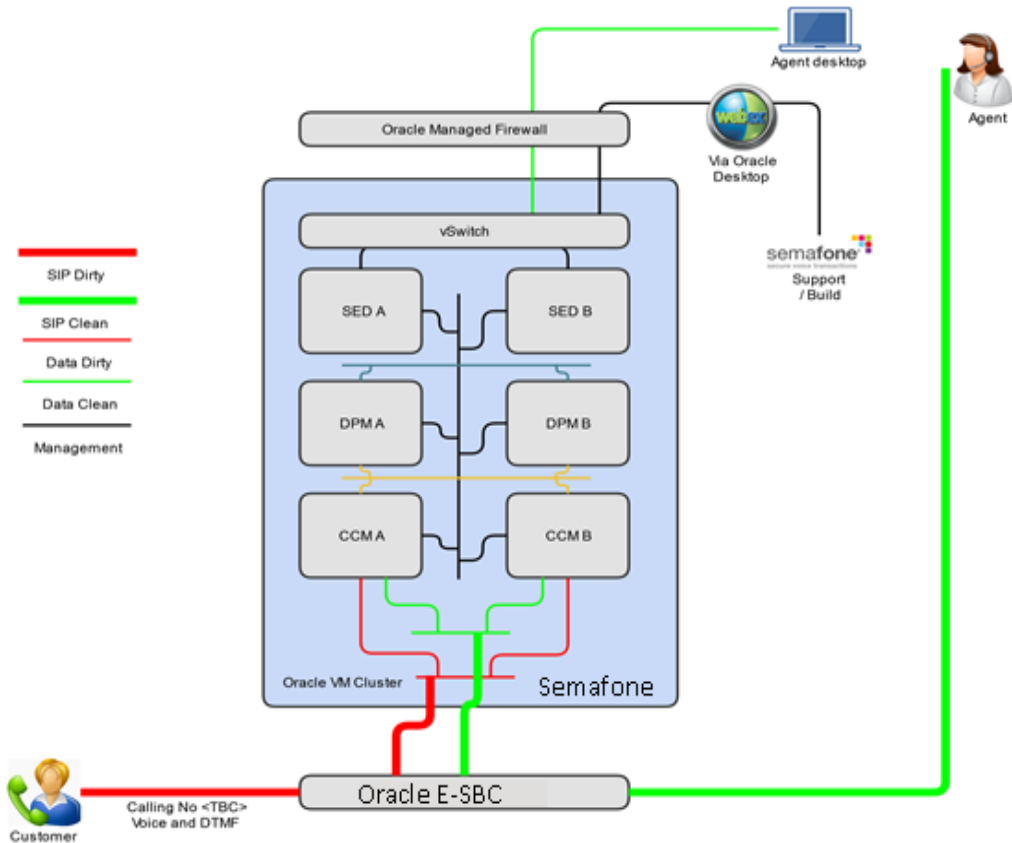 Agent desktop
Agent
Oracle Managed Firewall
webex
Via Oracle
Desktop
vSwitch
semafone
secure voice transactions
Support
/ Build
SIP Dirty
SIP Clean
Data Dirty
Data Clean
Management
SED A
SED B
DPM A
DPM B
CCM A
CCM B
Oracle VM Cluster
Semafone
Oracle E-SBC
Calling No <TBC>
Voice and DTMF
Customer